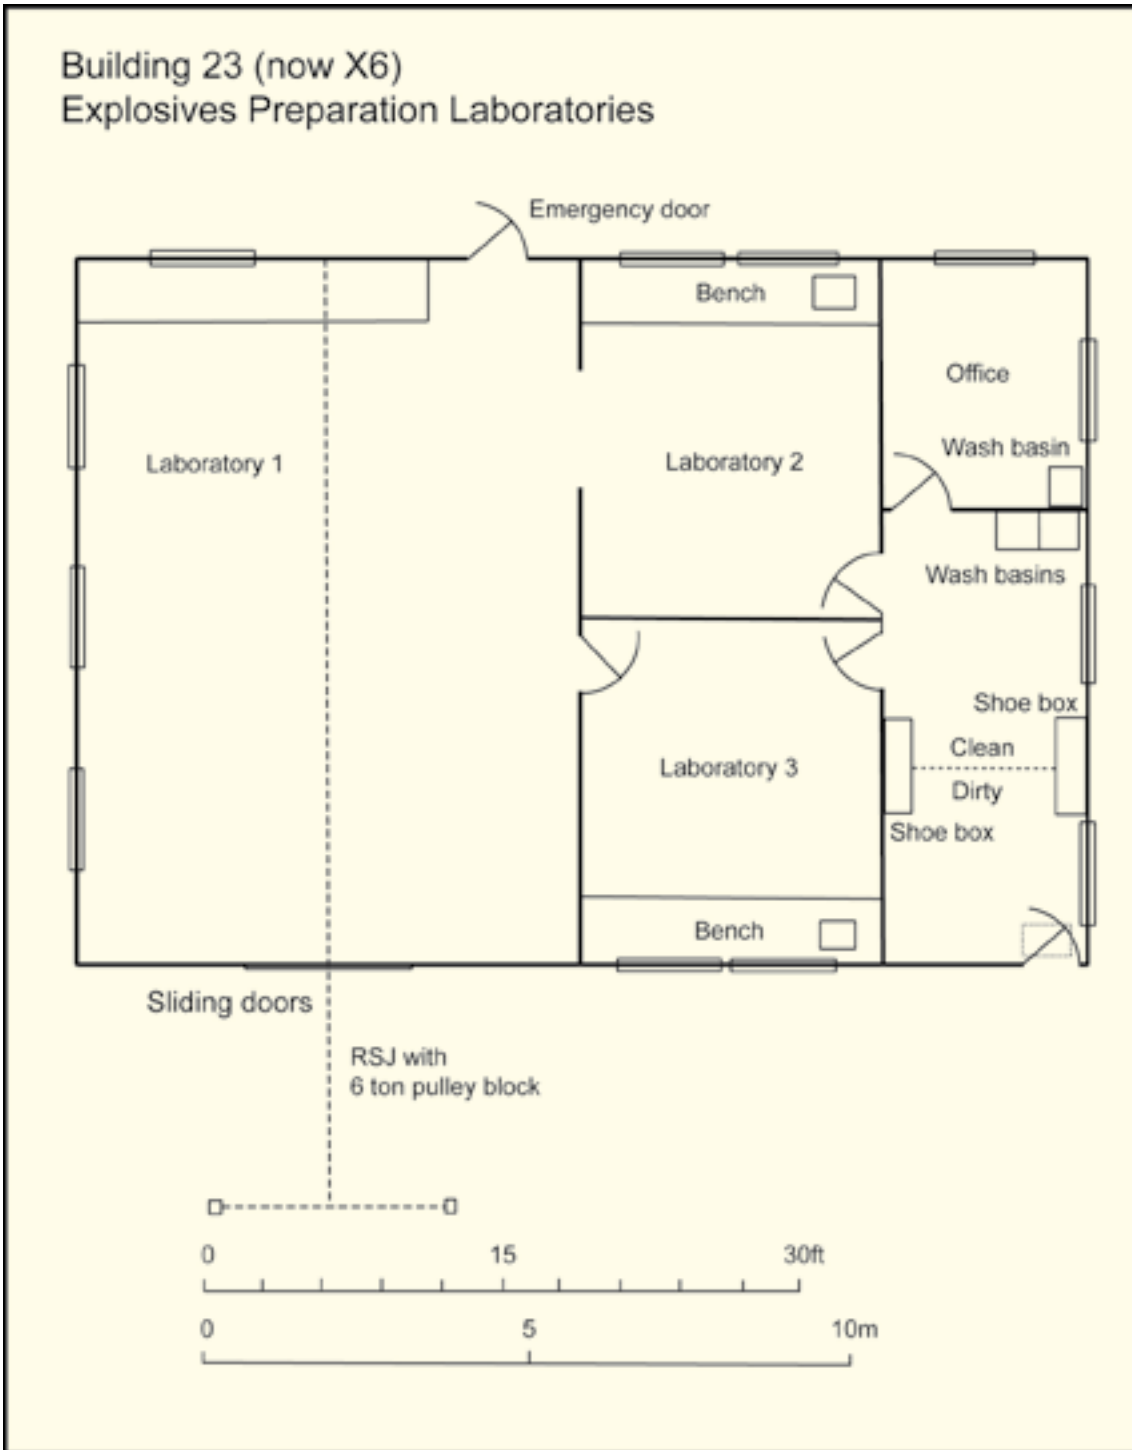 Building 23 (now X6)
Explosives Preparation Laboratories
Emergency door
Bench
Office
Wash basin
Laboratory 1
Laboratory 2
Wash basins
Shoe box
Clean
Laboratory 3
Dirty
Shoe box
Bench
Sliding doors
RSJ with
6 ton pulley block
0 15 30ft
0 5 10m